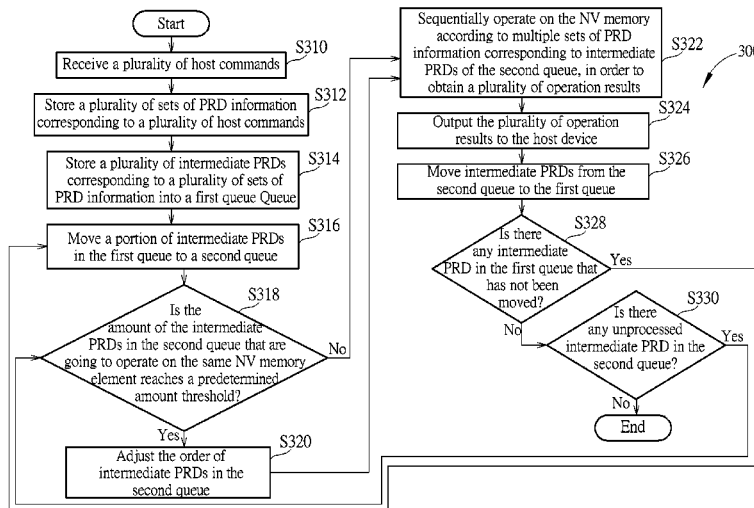 Start
S310
Receive a plurality of host commands
S312
Store a plurality of sets of PRD information
corresponding to a plurality of host commands
S314
Store a plurality of intermediate PRDs
corresponding to a plurality of sets of
PRD information into a first queue Queue
S316
Move a portion of intermediate PRDs
in the first queue to a second queue
S318
Is the
amount of the intermediate
PRDs in the second queue that are
going to operate on the same NV memory
element reaches a predetermined
amount threshold?
No
Yes
S320
Adjust the order of
intermediate PRDs in the
second queue
Sequentially operate on the NV memory
according to multiple sets of PRD
information corresponding to intermediate
PRDs of the second queue, in order to
obtain a plurality of operation results
S322
300
S324
Output the plurality of operation
results to the host device
S326
Move intermediate PRDs from the
second queue to the first queue
S328
Is there
any intermediate
PRD in the first queue that
has not been
moved?
Yes
No
S330
Is there
any unprocessed
intermediate PRD in the
second queue?
Yes
No
End